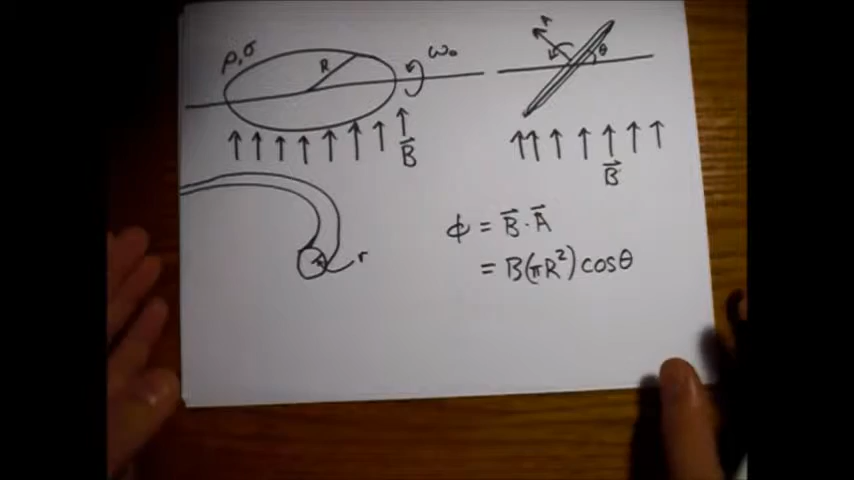 ρ,σ
R
ω₀
B⃗
r
θ
B⃗
φ = B⃗·A⃗
= B(πR²)cosθ